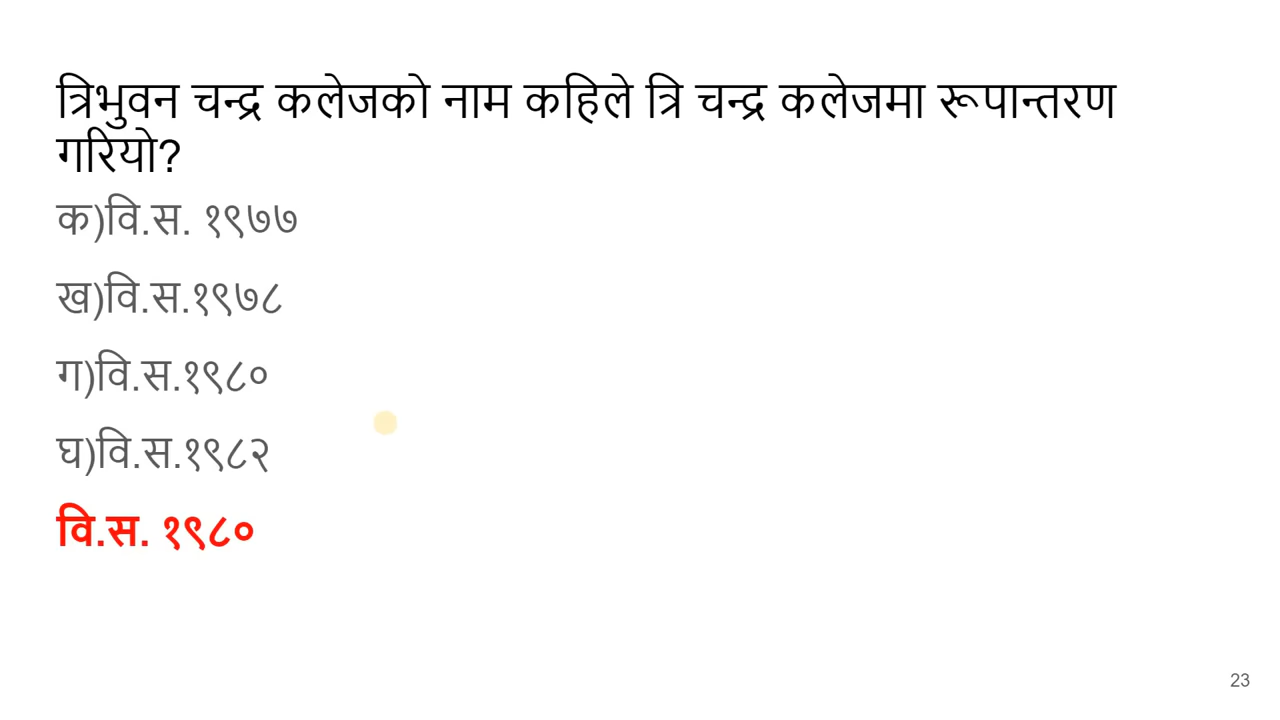 त्रिभुवन चन्द्र कलेजको नाम कहिले त्रि चन्द्र कलेजमा रूपान्तरण
गरियो?
क)वि.स. १९७७
ख)वि.स.१९७८
ग)वि.स.१९८०
घ)वि.स.१९८२
वि.स. १९८०
23